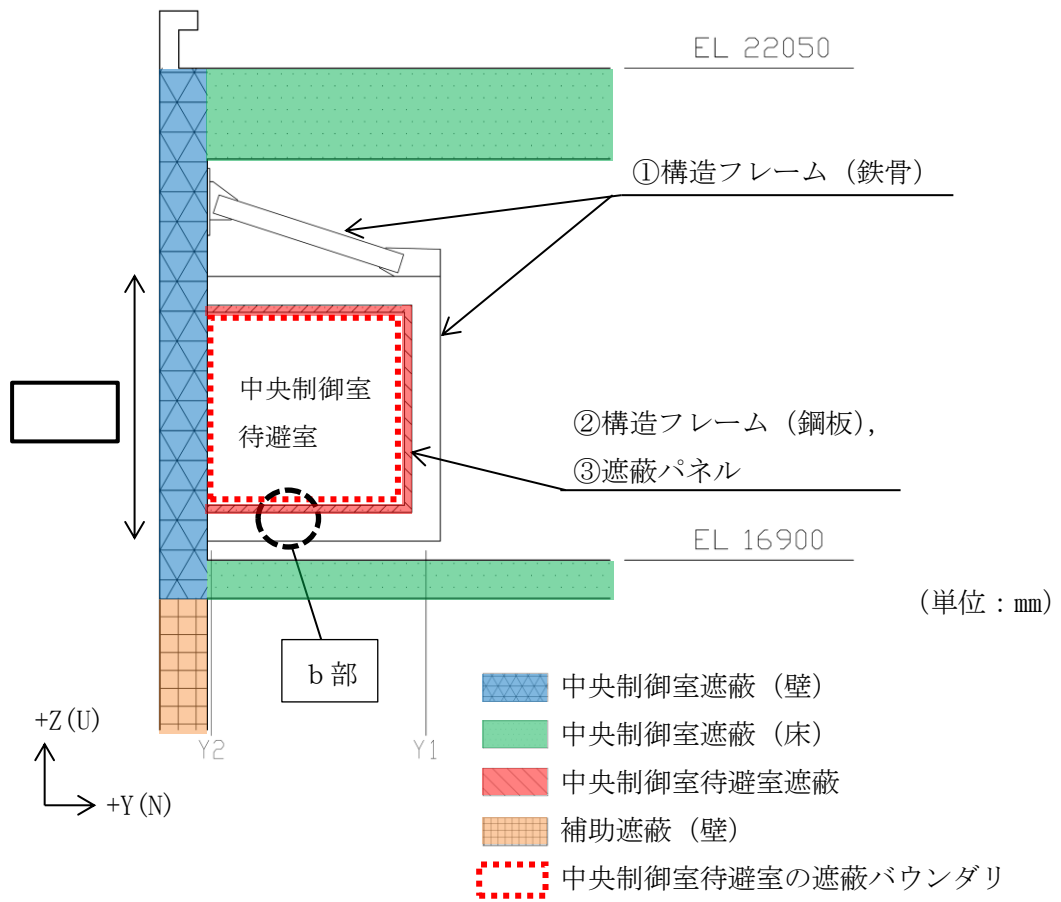 EL 22050
①構造フレーム（鉄骨）
中央制御室
待避室
②構造フレーム（鋼板），
③遮蔽パネル
EL 16900
（単位：㎜）
ｂ部
Y2
Y1
+Z(U)
+Y(N)
中央制御室遮蔽（壁）
中央制御室遮蔽（床）
中央制御室待避室遮蔽
補助遮蔽（壁）
中央制御室待避室の遮蔽バウンダリ